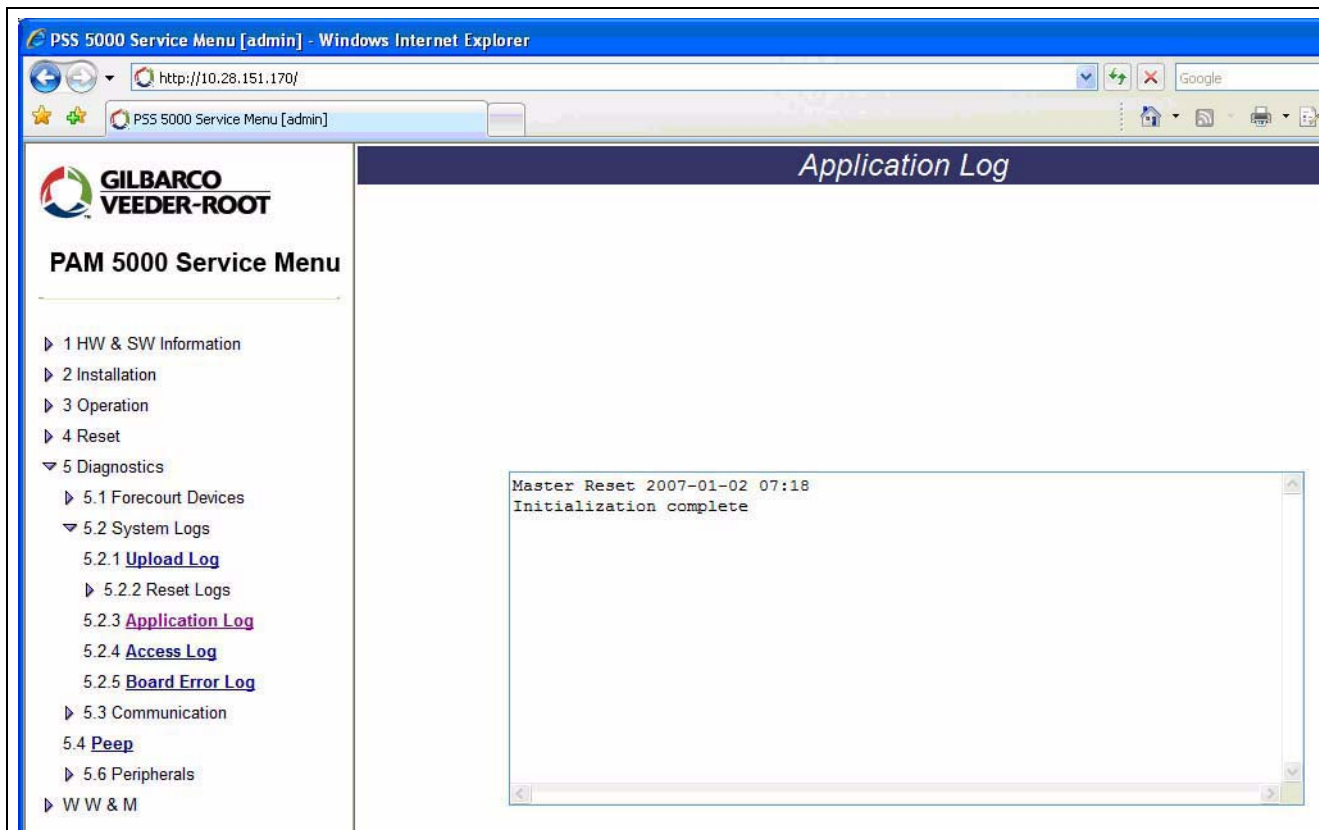 PSS 5000 Service Menu [admin] - Windows Internet Explorer
http://10.28.151.170/
Google
PSS 5000 Service Menu [admin]
GILBARCO
VEEDER-ROOT
PAM 5000 Service Menu
1 HW & SW Information
2 Installation
3 Operation
4 Reset
5 Diagnostics
5.1 Forecourt Devices
5.2 System Logs
5.2.1 Upload Log
5.2.2 Reset Logs
5.2.3 Application Log
5.2.4 Access Log
5.2.5 Board Error Log
5.3 Communication
5.4 Peep
5.6 Peripherals
W W & M
Application Log
Master Reset 2007-01-02 07:18
Initialization complete